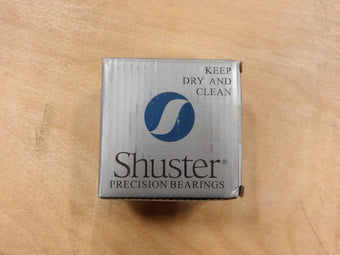 KEEP
DRY AND
CLEAN
Shuster®
PRECISION BEARINGS